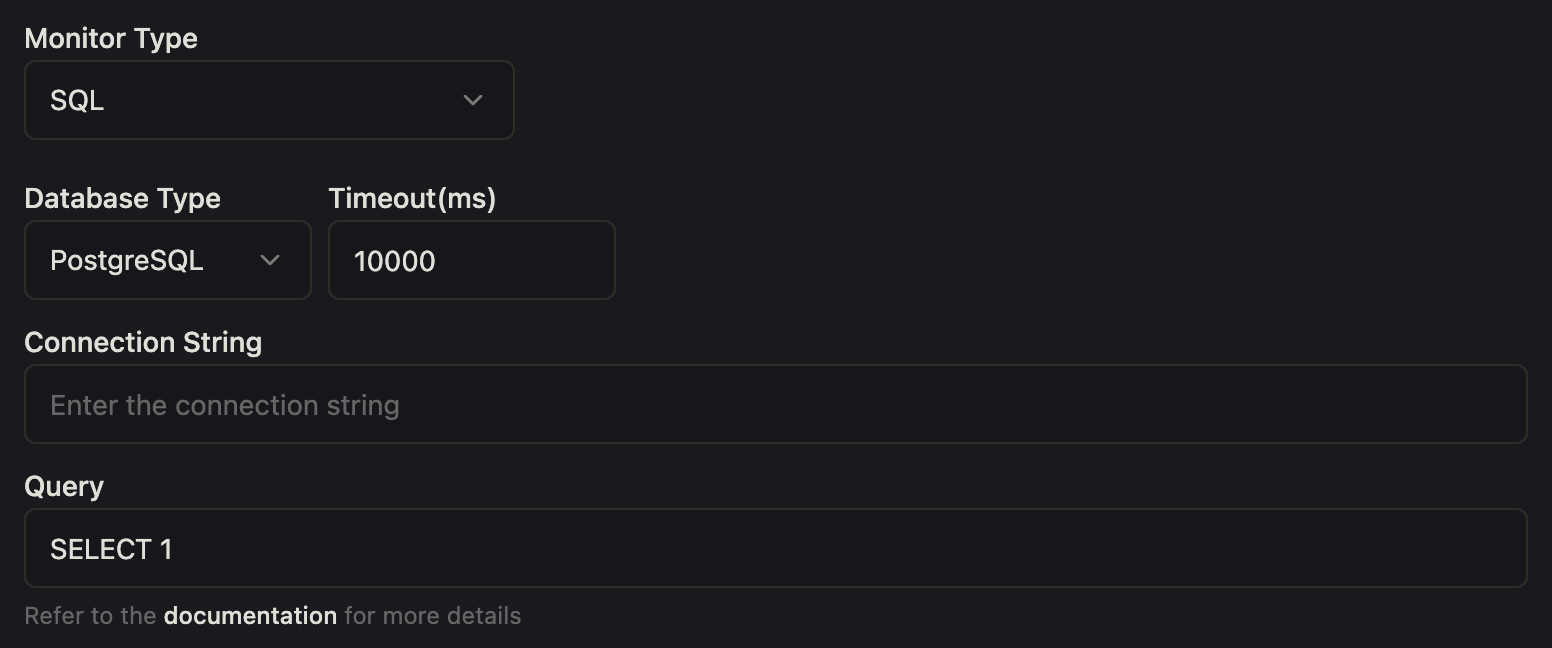 Monitor Type
SQL
Database Type Timeout(ms)
PostgreSQL 10000
Connection String
Enter the connection string
Query
SELECT 1
Refer to the documentation for more details